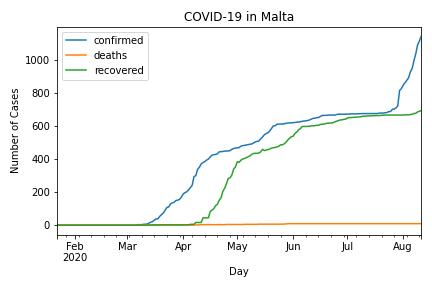 COVID-19 in Malta
confirmed
deaths
recovered
Number of Cases
1000
800
600
400
200
0
Feb Mar Apr May Jun Jul Aug
2020
Day